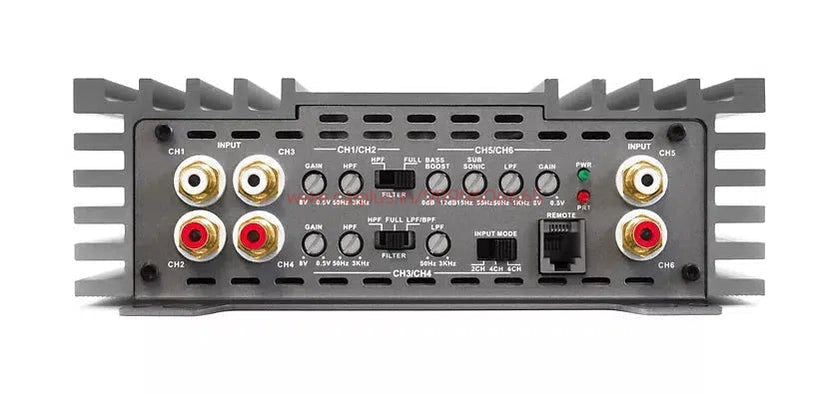 INPUT CH1/CH2 CH5/CH6 INPUT
CH1 CH3 CH5
GAIN HPF HPF FULL BASS BOOST SUB SONIC LPF GAIN PWR
FILTER
8V 0.5V 50Hz 3KHz 0dB 12dB 15Hz 55Hz 50Hz 1KHz 0.5V PRT
HPF FULL LPF/BPF REMOTE
GAIN HPF LPF INPUT MODE
FILTER
8V 0.5V 50Hz 3KHz 50Hz 3KHz 2CH 4CH 6CH
CH2 CH4 CH3/CH4 CH6